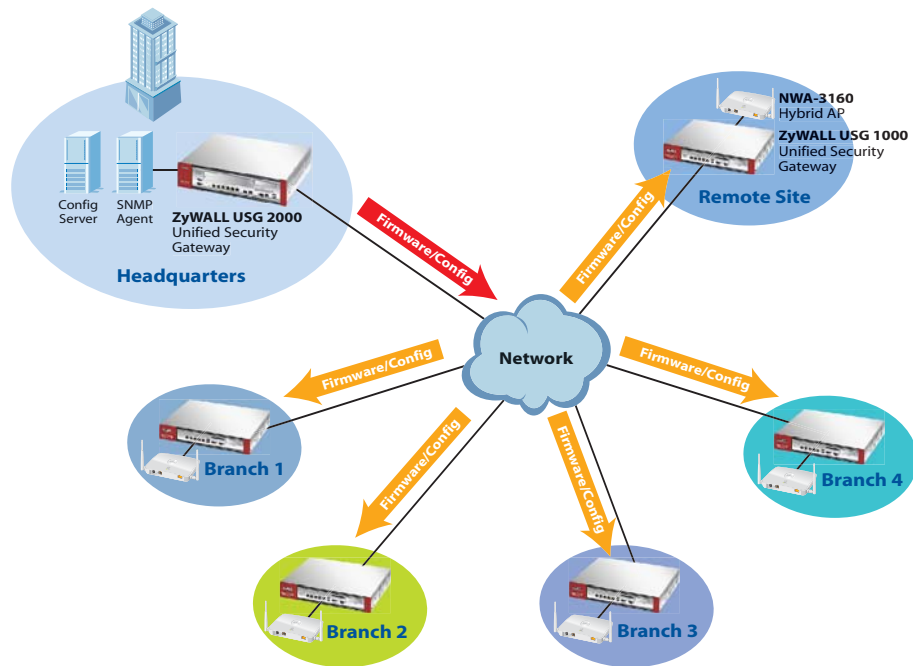 NWA-3160
Hybrid AP
ZyWALL USG 1000
Unified Security
Gateway
Remote Site
Config
Server
SNMP
Agent
ZyWALL USG 2000
Unified Security
Gateway
Headquarters
Firmware/Config
Firmware/Config
Network
Firmware/Config
Firmware/Config
Firmware/Config
Firmware/Config
Branch 1
Branch 4
Branch 2
Branch 3